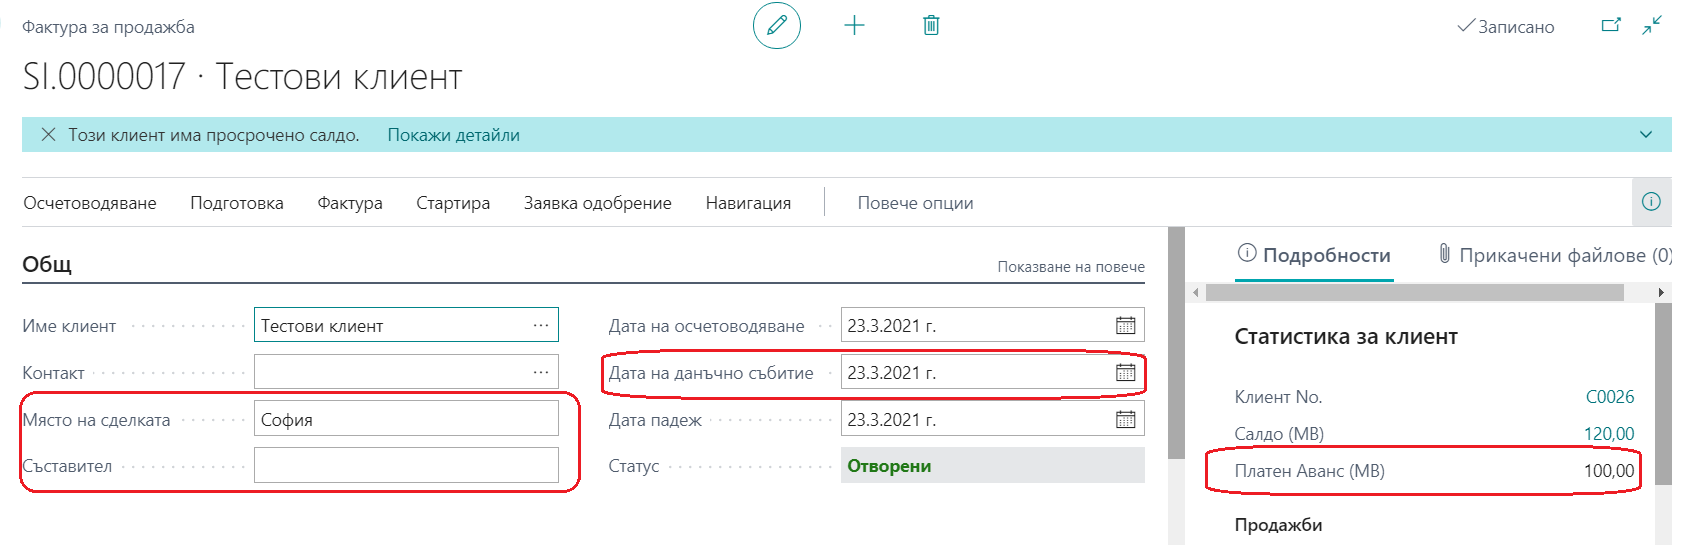 Фактура за продажба
Записано
SI.0000017 · Тестови клиент
Този клиент има просрочено салдо. Покажи детайли
Осчетоводяване Подготовка Фактура Стартира Заявка одобрение Навигация Повече опции
Общ
Показване на повече
Име клиент Тестови клиент
Контакт
Място на сделката София
Съставител
Дата на осчетоводяване 23.3.2021 г.
Дата на данъчно събитие 23.3.2021 г.
Дата падеж 23.3.2021 г.
Статус Отворени
Подробности Прикачени файлове (0)
Статистика за клиент
Клиент No. C0026
Салдо (МВ) 120,00
Платен Аванс (МВ) 100,00
Продажби